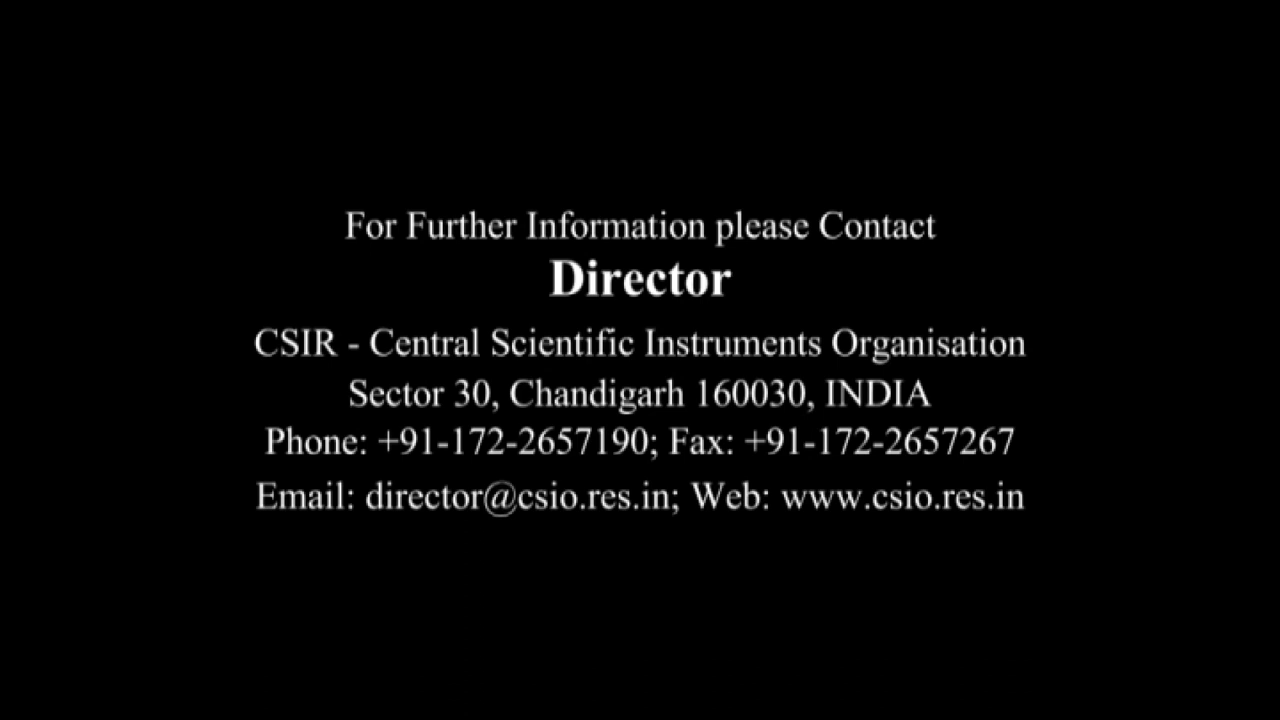 For Further Information please Contact
Director
CSIR - Central Scientific Instruments Organisation
Sector 30, Chandigarh 160030, INDIA
Phone: +91-172-2657190; Fax: +91-172-2657267
Email: director@csio.res.in; Web: www.csio.res.in